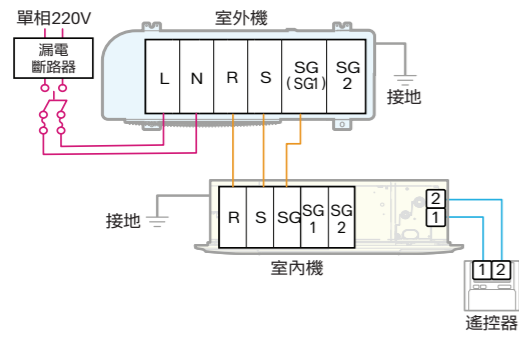 單相220V
室外機
漏電
斷路器
L N R S SG (SG1) SG 2
接地
接地
R S SG SG 1 SG 2
2
1
室內機
1 2
遙控器